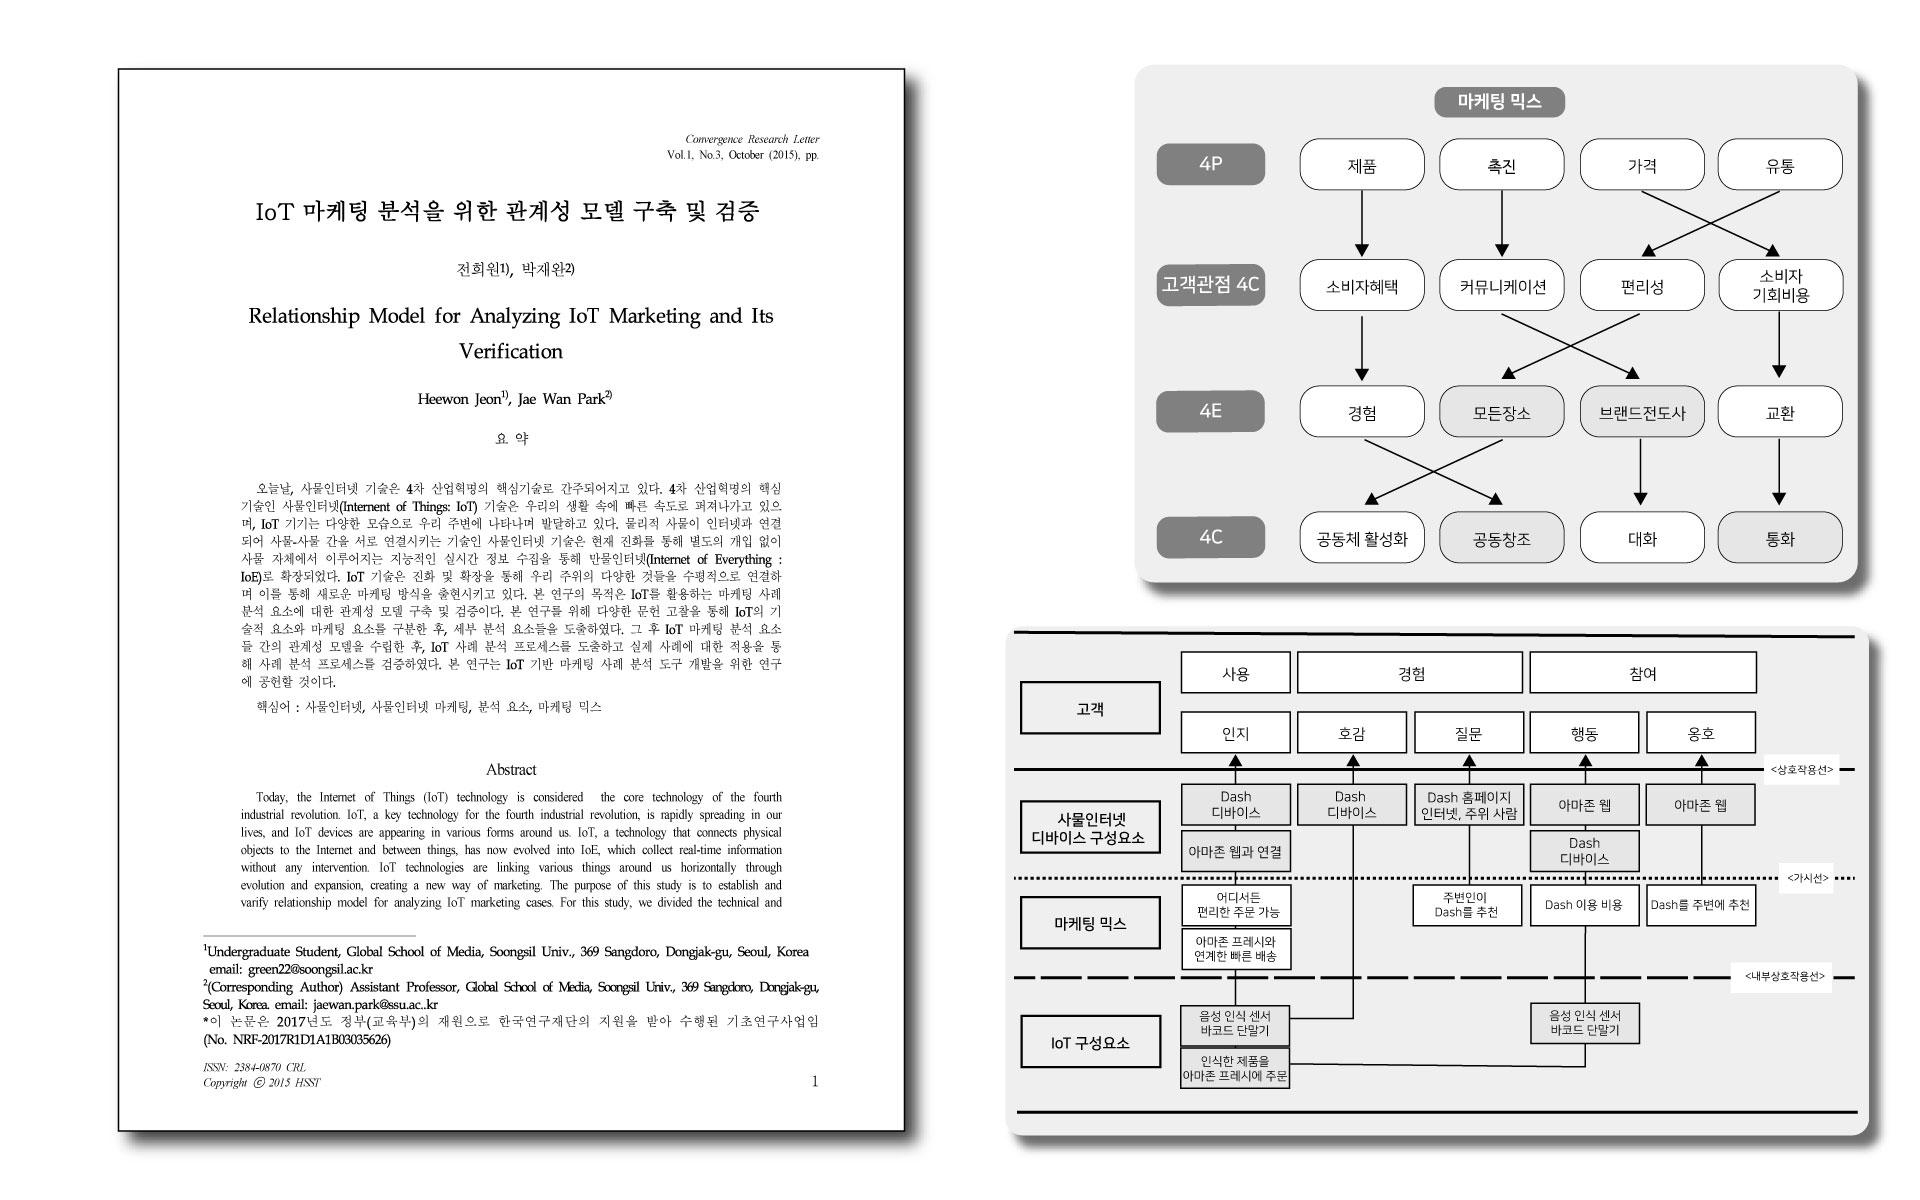 Convergence Research Letter
Vol.1, No.3, October (2015), pp.
IoT 마케팅 분석을 위한 관계성 모델 구축 및 검증
전희원1), 박재완2)
Relationship Model for Analyzing IoT Marketing and Its
Verification
Heewon Jeon1), Jae Wan Park2)
요 약
오늘날, 사물인터넷 기술은 4차 산업혁명의 핵심기술로 간주되어지고 있다. 4차 산업혁명의 핵심
기술인 사물인터넷(Internent of Things: IoT) 기술은 우리의 생활 속에 빠른 속도로 퍼져나가고 있으
며, IoT 기기는 다양한 모습으로 우리 주변에 나타나며 발달하고 있다. 물리적 사물이 인터넷과 연결
되어 사물-사물 간을 서로 연결시키는 기술인 사물인터넷 기술은 현재 진화를 통해 별도의 개입 없이
사물 자체에서 이루어지는 지능적인 실시간 정보 수집을 통해 만물인터넷(Internet of Everything :
IoE)로 확장되었다. IoT 기술은 진화 및 확장을 통해 우리 주위의 다양한 것들을 수평적으로 연결하
며 이를 통해 새로운 마케팅 방식을 출현시키고 있다. 본 연구의 목적은 IoT를 활용하는 마케팅 사례
분석 요소에 대한 관계성 모델 구축 및 검증이다. 본 연구를 위해 다양한 문헌 고찰을 통해 IoT의 기
술적 요소와 마케팅 요소를 구분한 후, 세부 분석 요소들을 도출하였다. 그 후 IoT 마케팅 분석 요소
들 간의 관계성 모델을 수립한 후, IoT 사례 분석 프로세스를 도출하고 실제 사례에 대한 적용을 통
해 사례 분석 프로세스를 검증하였다. 본 연구는 IoT 기반 마케팅 사례 분석 도구 개발을 위한 연구
에 공헌할 것이다.
핵심어 : 사물인터넷, 사물인터넷 마케팅, 분석 요소, 마케팅 믹스
Abstract
Today, the Internet of Things (IoT) technology is considered the core technology of the fourth
industrial revolution. IoT, a key technology for the fourth industrial revolution, is rapidly spreading in our
lives, and IoT devices are appearing in various forms around us. IoT, a technology that connects physical
objects to the Internet and between things, has now evolved into IoE, which collect real-time information
without any intervention. IoT technologies are linking various things around us horizontally through
evolution and expansion, creating a new way of marketing. The purpose of this study is to establish and
varify relationship model for analyzing IoT marketing cases. For this study, we divided the technical and
1Undergraduate Student, Global School of Media, Soongsil Univ., 369 Sangdoro, Dongjak-gu, Seoul, Korea
email: green22@soongsil.ac.kr
2(Corresponding Author) Assistant Professor, Global School of Media, Soongsil Univ., 369 Sangdoro, Dongjak-gu,
Seoul, Korea. email: jaewan.park@ssu.ac..kr
*이 논문은 2017년도 정부(교육부)의 재원으로 한국연구재단의 지원을 받아 수행된 기초연구사업임
(No. NRF-2017R1D1A1B03035626)
ISSN: 2384-0870 CRL
Copyright ⓒ 2015 HSST
1
마케팅 믹스
4P 제품 촉진 가격 유통
고객관점 4C 소비자혜택 커뮤니케이션 편리성 소비자
기회비용
4E 경험 모든장소 브랜드전도사 교환
4C 공동체 활성화 공동창조 대화 통화
고객
사용 경험 참여
인지 호감 질문 행동 옹호
<상호작용선>
사물인터넷
디바이스 구성요소
Dash
디바이스
Dash
디바이스
Dash 홈페이지
인터넷, 주위 사람
아마존 웹
아마존 웹
아마존 웹과 연결
Dash
디바이스
<가시선>
마케팅 믹스
어디서든
편리한 주문 가능
주변인이
Dash를 추천
Dash 이용 비용
Dash를 주변에 추천
아마존 프레시와
연계한 빠른 배송
<내부상호작용선>
IoT 구성요소
음성 인식 센서
바코드 단말기
음성 인식 센서
바코드 단말기
인식한 제품을
아마존 프레시에 주문